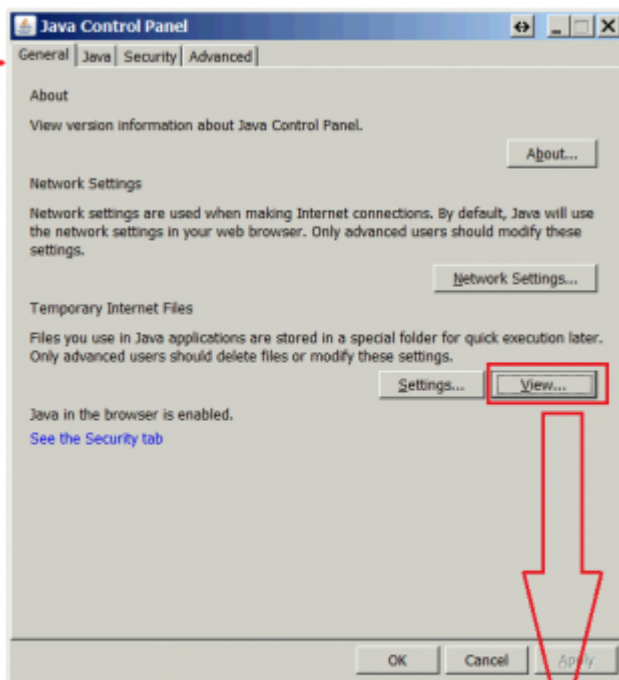 Java Control Panel
General Java Security Advanced
About
View version information about Java Control Panel.
About...
Network Settings
Network settings are used when making Internet connections. By default, Java will use
the network settings in your web browser. Only advanced users should modify these
settings.
Network Settings...
Temporary Internet Files
Files you use in Java applications are stored in a special folder for quick execution later.
Only advanced users should delete files or modify these settings.
Settings... View...
Java in the browser is enabled.
See the Security tab
OK Cancel Apply